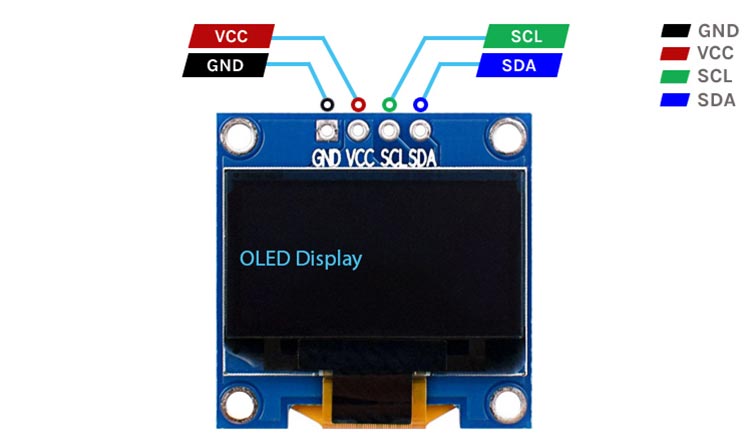 VCC
GND
SCL
SDA
GND
VCC
SCL
SDA
GND VCC SCL SDA
OLED Display